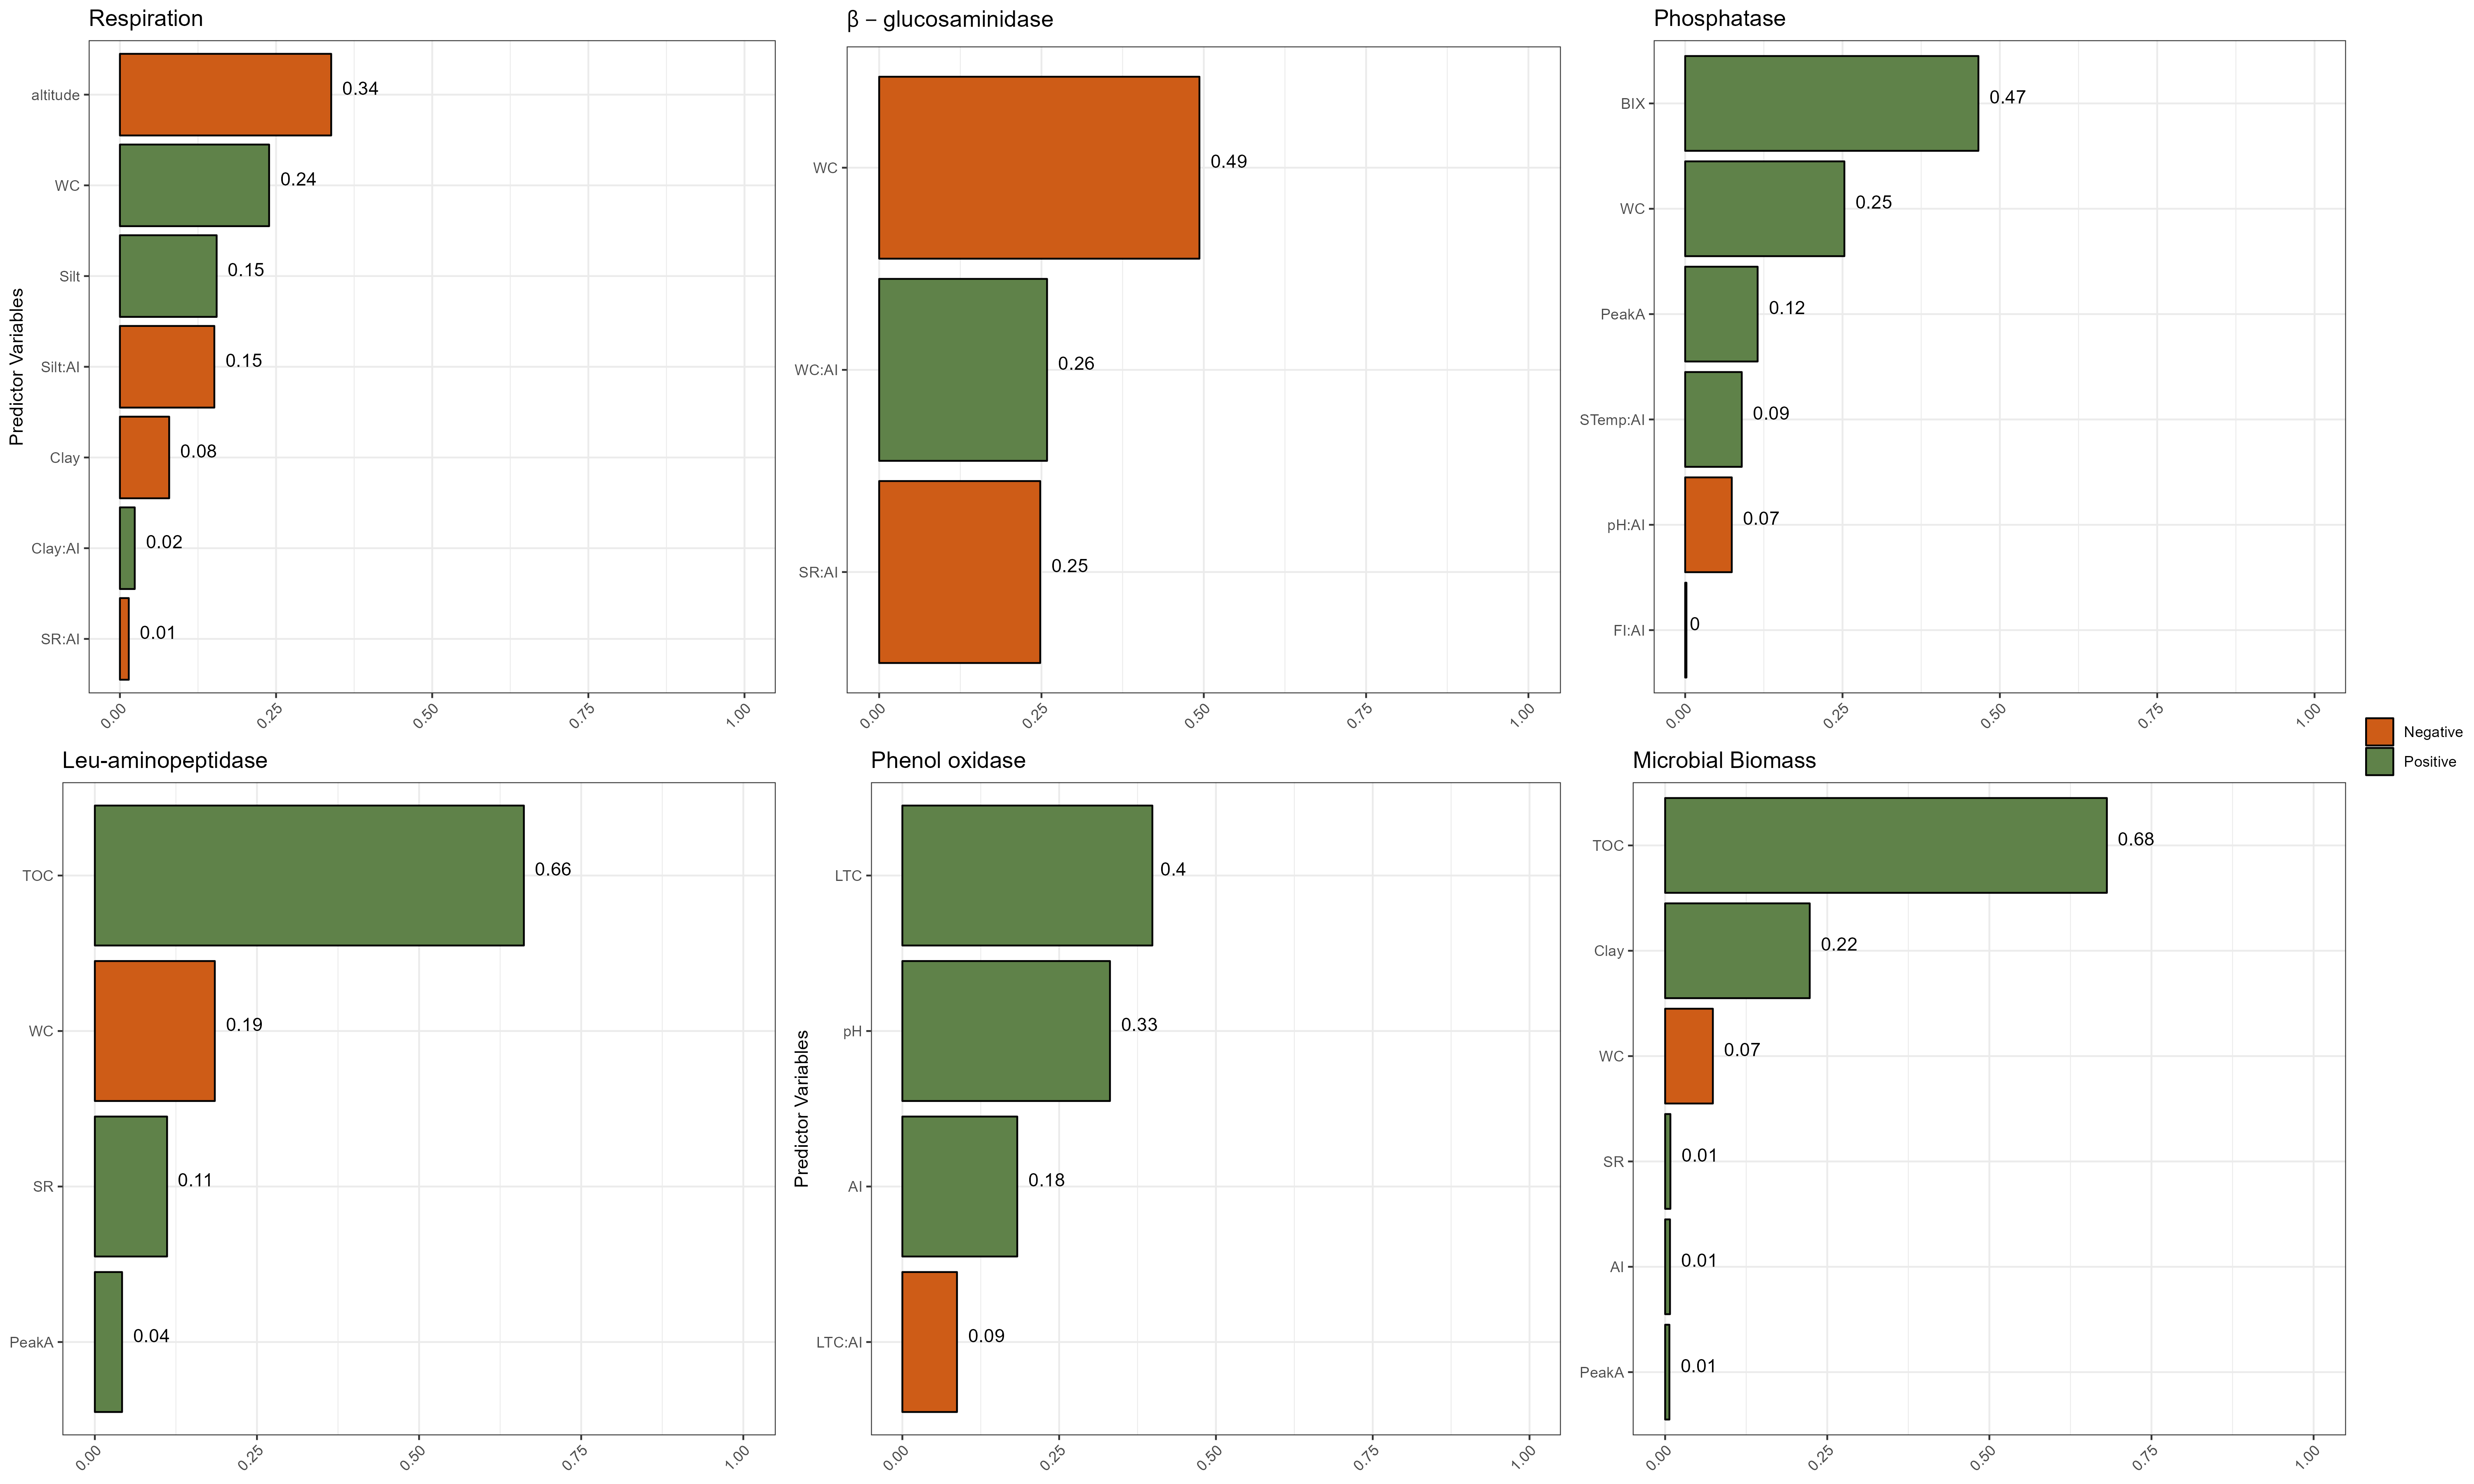 Respiration
Predictor Variables
altitude
0.34
WC
0.24
Silt
0.15
Silt:AI
0.15
Clay
0.08
Clay:AI
0.02
SR:AI
0.01
0.00 0.25 0.50 0.75 1.00
β − glucosaminidase
WC
0.49
WC:AI
0.26
SR:AI
0.25
0.00 0.25 0.50 0.75 1.00
Phosphatase
BIX
0.47
WC
0.25
PeakA
0.12
STemp:AI
0.09
pH:AI
0.07
FI:AI
0
0.00 0.25 0.50 0.75 1.00
Negative
Positive
Leu-aminopeptidase
TOC
0.66
WC
0.19
SR
0.11
PeakA
0.04
0.00 0.25 0.50 0.75 1.00
Phenol oxidase
Predictor Variables
LTC
0.4
pH
0.33
AI
0.18
LTC:AI
0.09
0.00 0.25 0.50 0.75 1.00
Microbial Biomass
TOC
0.68
Clay
0.22
WC
0.07
SR
0.01
AI
0.01
PeakA
0.01
0.00 0.25 0.50 0.75 1.00